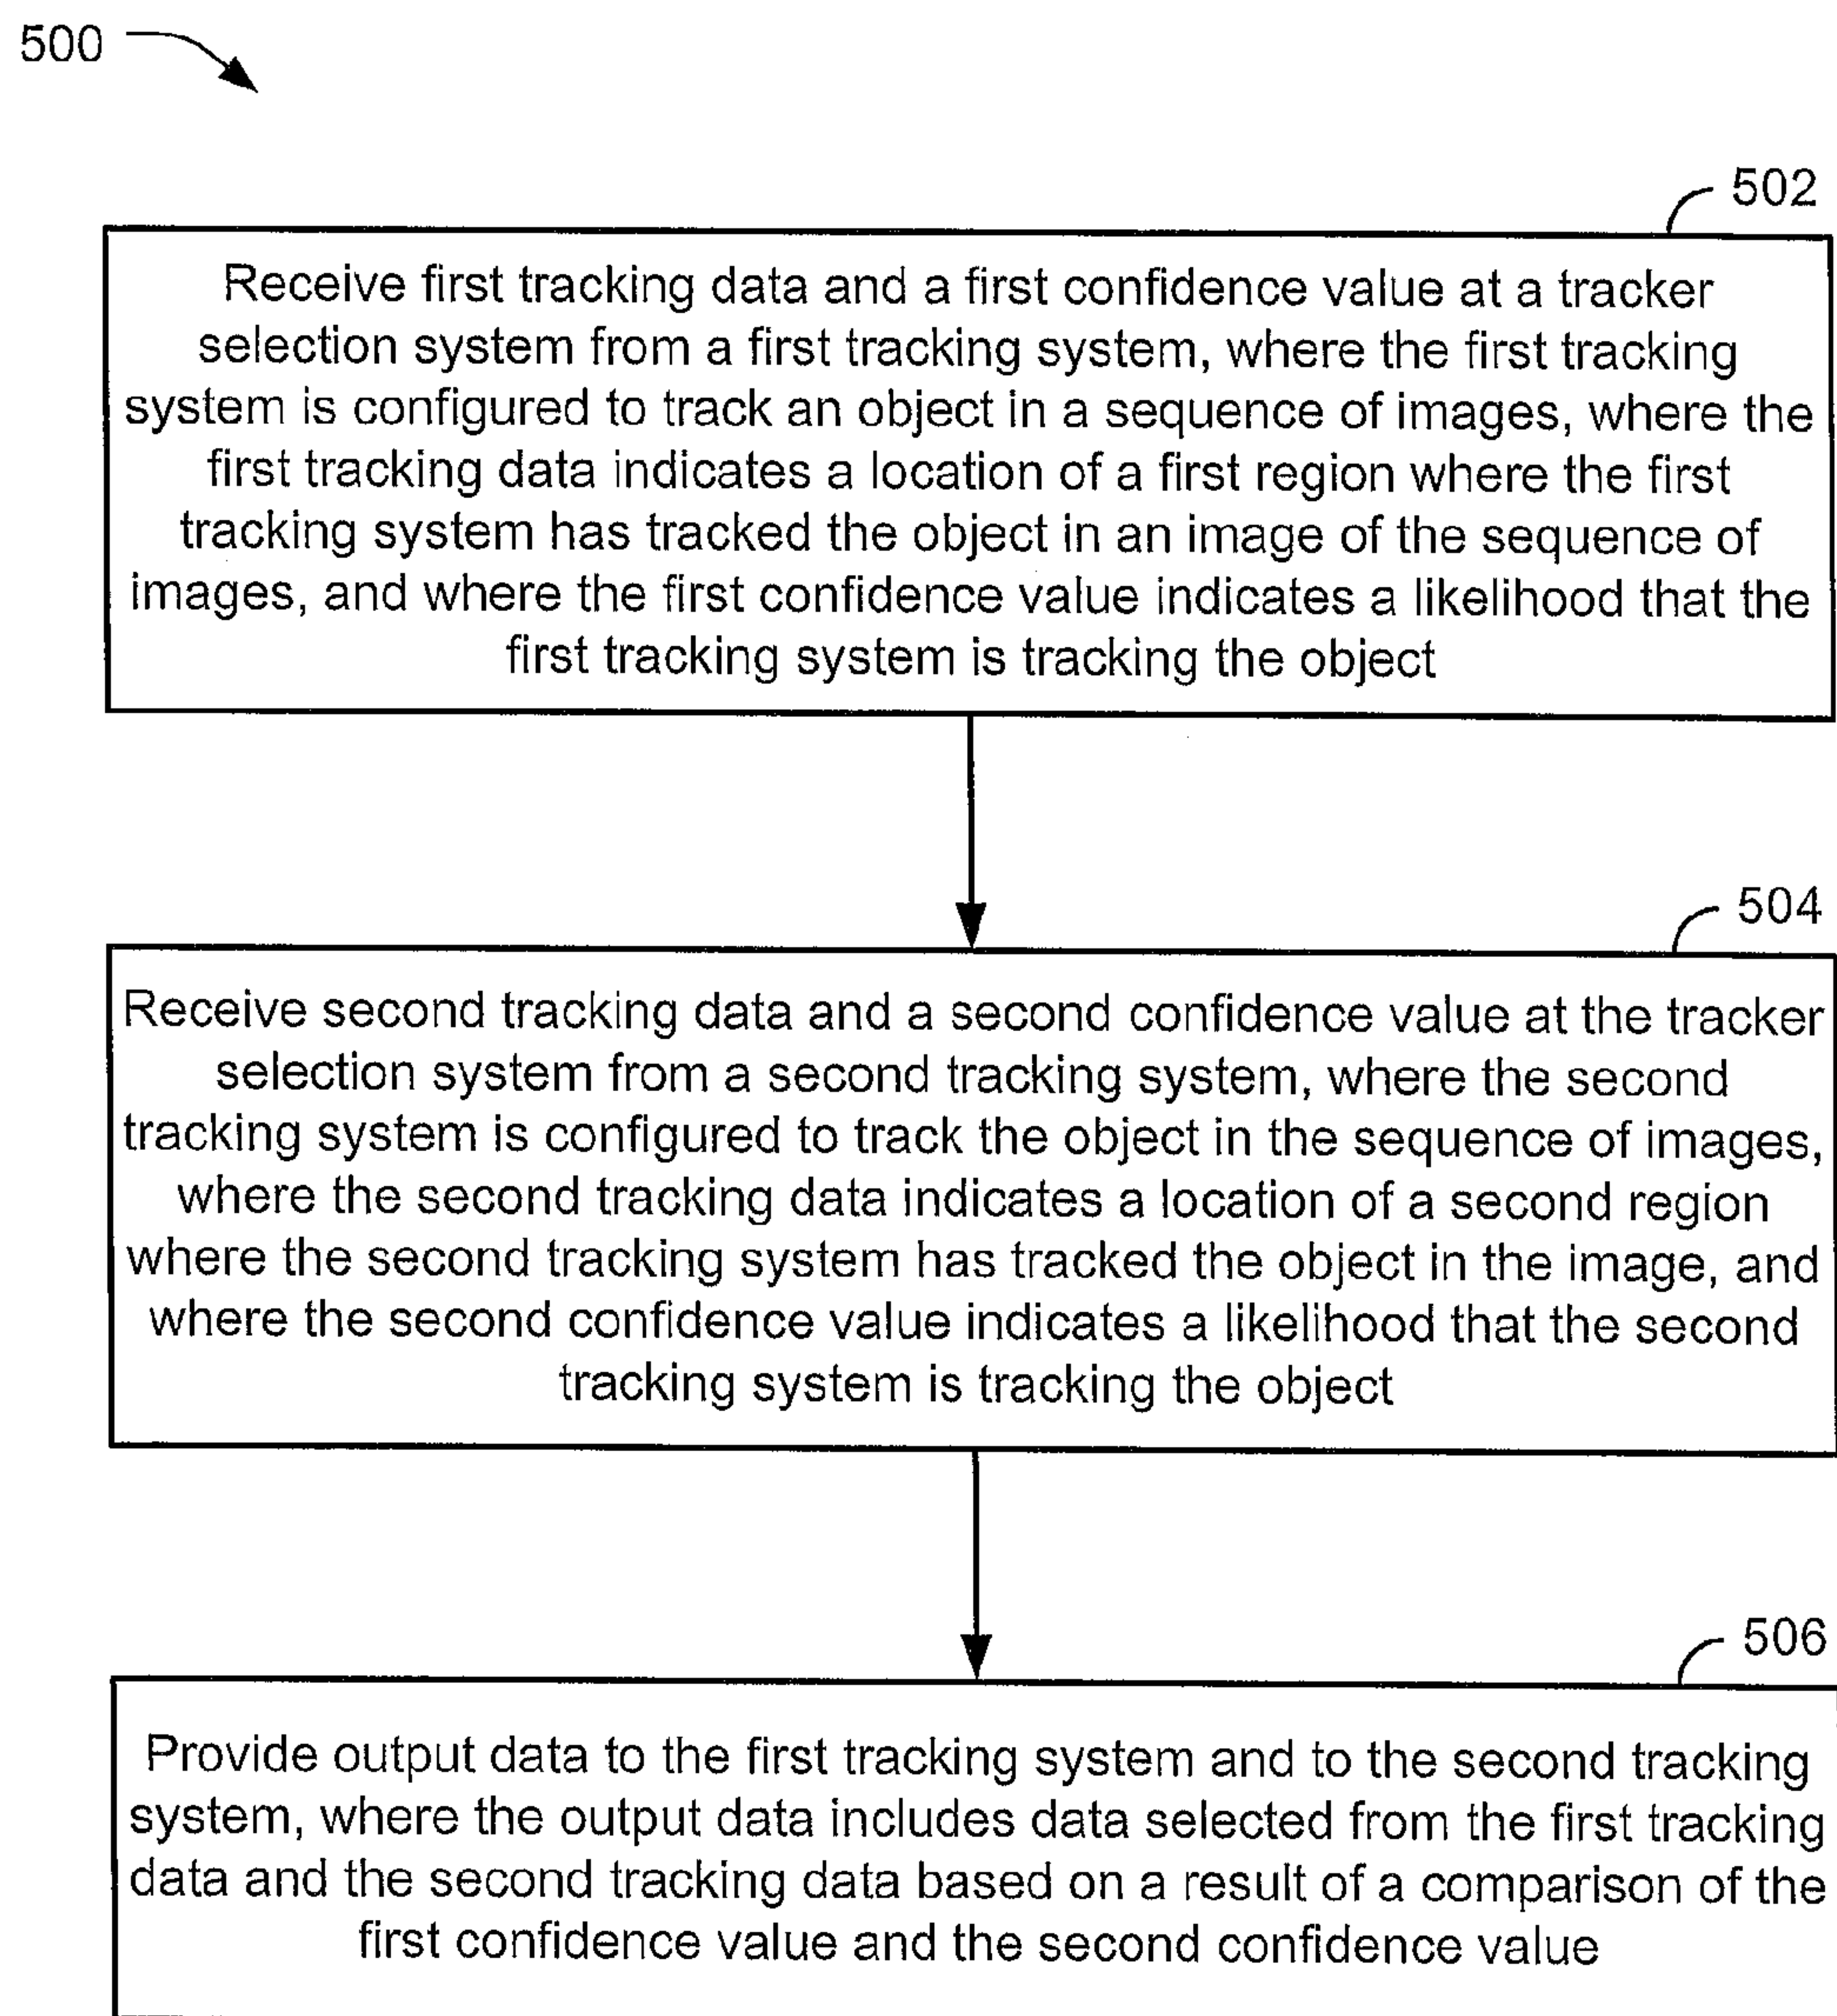 500
502
Receive first tracking data and a first confidence value at a tracker
selection system from a first tracking system, where the first tracking
system is configured to track an object in a sequence of images, where the
first tracking data indicates a location of a first region where the first
tracking system has tracked the object in an image of the sequence of
images, and where the first confidence value indicates a likelihood that the
first tracking system is tracking the object
504
Receive second tracking data and a second confidence value at the tracker
selection system from a second tracking system, where the second
tracking system is configured to track the object in the sequence of images,
where the second tracking data indicates a location of a second region
where the second tracking system has tracked the object in the image, and
where the second confidence value indicates a likelihood that the second
tracking system is tracking the object
506
Provide output data to the first tracking system and to the second tracking
system, where the output data includes data selected from the first tracking
data and the second tracking data based on a result of a comparison of the
first confidence value and the second confidence value